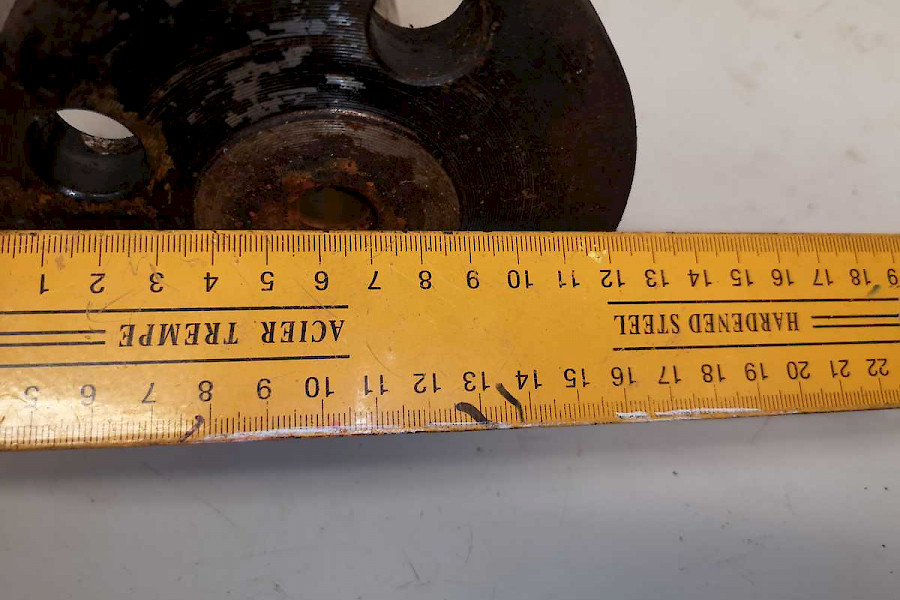 22 21 20 19 18 17 16 15 14 13 12 11 10 9 8 7 6 5
HARDENED STEEL ACIER TREMPE
18 17 16 15 14 13 12 11 10 9 8 7 6 5 4 3 2 1